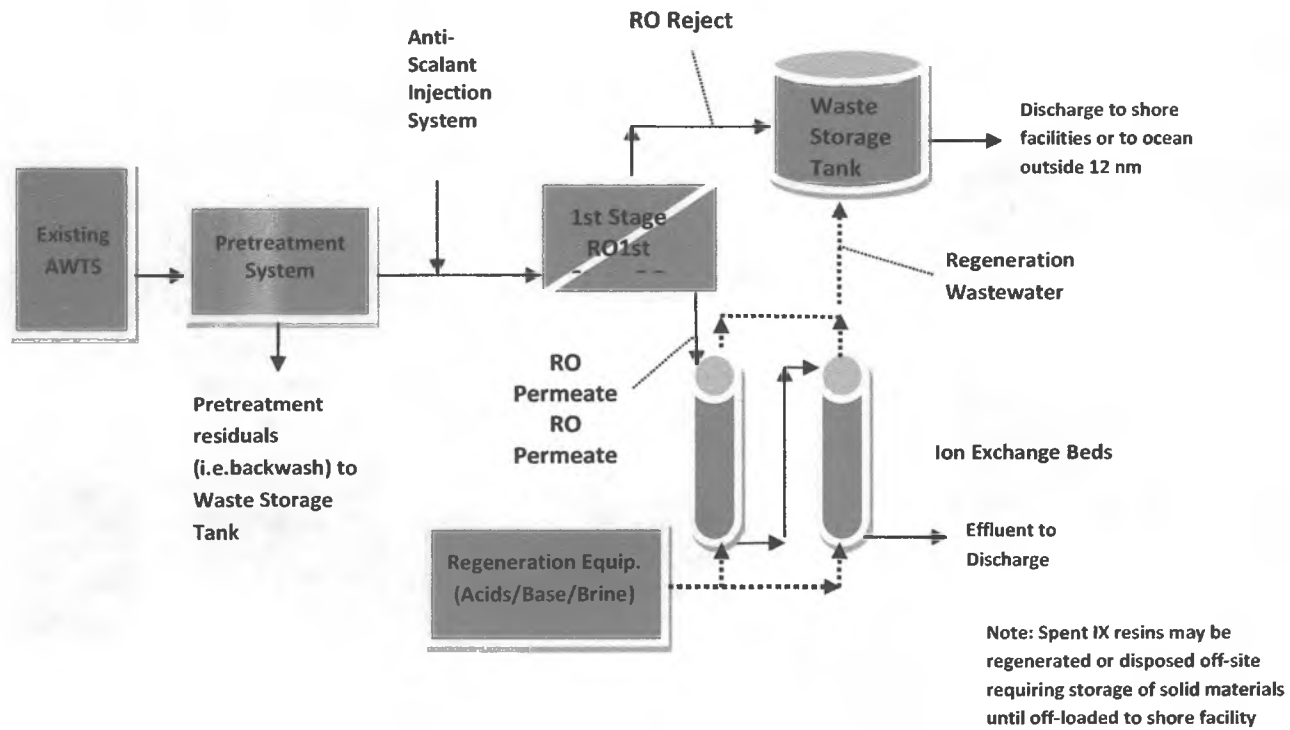 RO Reject
Anti-
Scalant
Injection
System
Waste
Storage
Tank
Discharge to shore
facilities or to ocean
outside 12 nm
Existing
AWTS
Pretreatment
System
1st Stage
RO1st
Regeneration
Wastewater
RO
Permeate
RO
Permeate
Pretreatment
residuals
(i.e.backwash) to
Waste Storage
Tank
Ion Exchange Beds
Regeneration Equip.
(Acids/Base/Brine)
Effluent to
Discharge
Note: Spent IX resins may be
regenerated or disposed off-site
requiring storage of solid materials
until off-loaded to shore facility